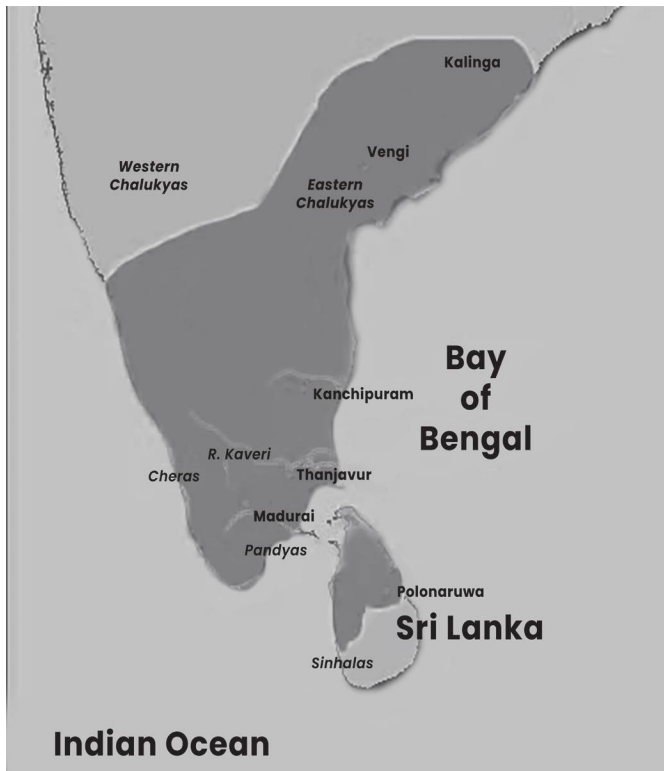 Kalinga
Vengi
Western
Chalukyas
Eastern
Chalukyas
Bay
of
Bengal
Kanchipuram
R. Kaveri
Cheras
Thanjavur
Madurai
Pandyas
Polonaruwa
Sri Lanka
Sinhalas
Indian Ocean